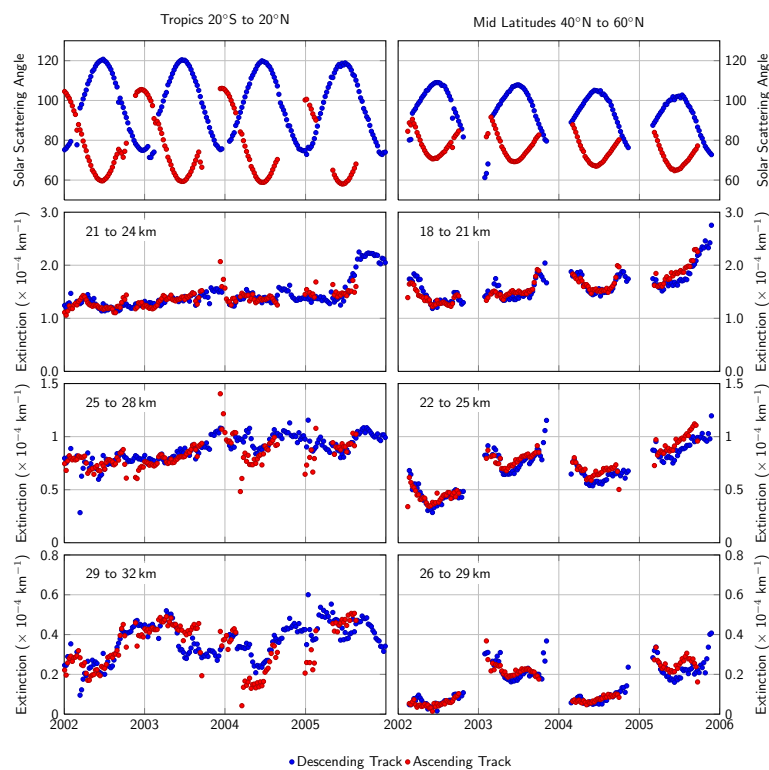 Tropics 20°S to 20°N
Mid Latitudes 40°N to 60°N
Solar Scattering Angle
120
100
80
60
120
100
80
60
Solar Scattering Angle
Extinction (× 10⁻⁴ km⁻¹)
3.0
2.0
1.0
0.0
21 to 24 km
18 to 21 km
3.0
2.0
1.0
0.0
Extinction (× 10⁻⁴ km⁻¹)
Extinction (× 10⁻⁴ km⁻¹)
1.5
1
0.5
0
25 to 28 km
22 to 25 km
1.5
1
0.5
0
Extinction (× 10⁻⁴ km⁻¹)
Extinction (× 10⁻⁴ km⁻¹)
0.8
0.6
0.4
0.2
0
29 to 32 km
26 to 29 km
0.8
0.6
0.4
0.2
0
Extinction (× 10⁻⁴ km⁻¹)
2002 2003 2004 2005 2002 2003 2004 2005 2006
Descending Track Ascending Track